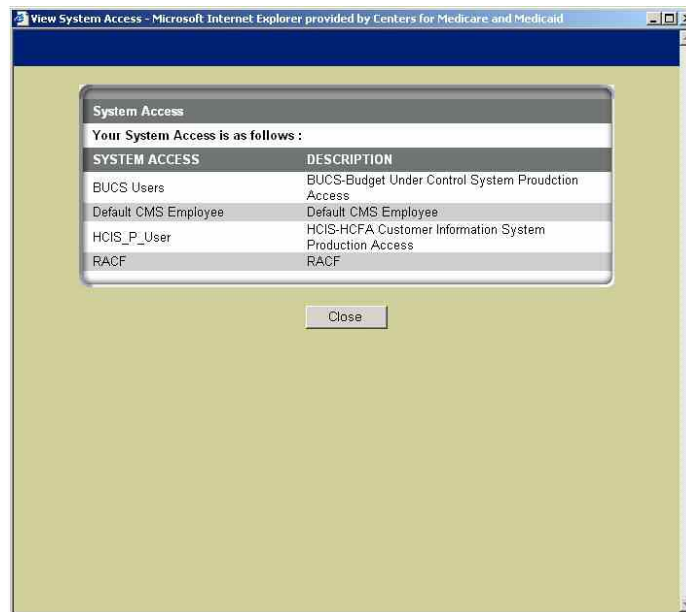 View System Access - Microsoft Internet Explorer provided by Centers for Medicare and Medicaid
System Access
Your System Access is as follows :
SYSTEM ACCESS DESCRIPTION
BUCS Users BUCS-Budget Under Control System Proudction
Access
Default CMS Employee Default CMS Employee
HCIS_P_User HCIS-HCFA Customer Information System
Production Access
RACF RACF
Close